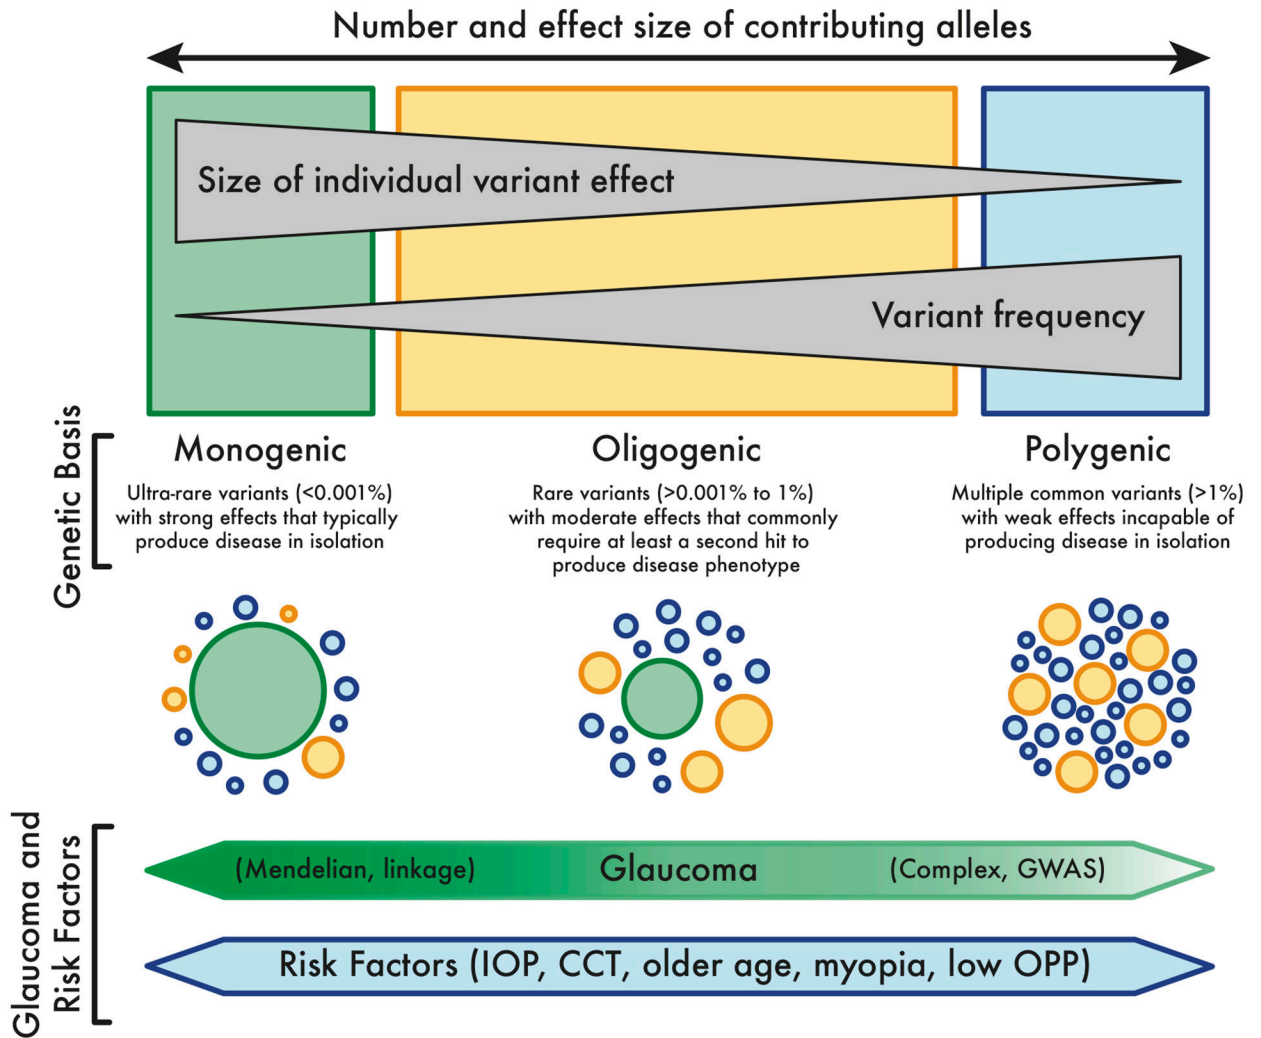 Number and effect size of contributing alleles
Size of individual variant effect
Variant frequency
Genetic Basis
Monogenic
Ultra-rare variants (<0.001%)
with strong effects that typically
produce disease in isolation
Oligogenic
Rare variants (>0.001% to 1%)
with moderate effects that commonly
require at least a second hit to
produce disease phenotype
Polygenic
Multiple common variants (>1%)
with weak effects incapable of
producing disease in isolation
Glaucoma and
Risk Factors
(Mendelian, linkage)
Glaucoma
(Complex, GWAS)
Risk Factors (IOP, CCT, older age, myopia, low OPP)